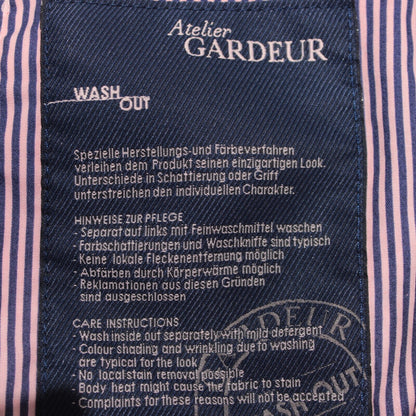 Atelier
GARDEUR
WASH
OUT
Spezielle Herstellungs-und Färbeverfahren
verleihen dem Produkt seinen einzigartigen Look.
Unterschiede in Schattierung oder Griff
unterstreichen den individuellen Charakter.
HINWEISE ZUR PFLEGE
- Separat auf links mit Feinwaschmittel waschen
- Farbschattierungen und Waschkniffe sind typisch
- Keine lokale Fleckenentfernung möglich
- Abfärben durch Körperwärme möglich
- Reklamationen aus diesen Gründen
sind ausgeschlossen
CARE INSTRUCTIONS
- Wash inside out separately with mild detergent
- Colour shading and wrinkling due to washing
are typical for the look
- No local stain removal possible
- Body heat might cause the fabric to stain
- Complaints for these reasons will not be accepted
GARDEUR
WASH OUT